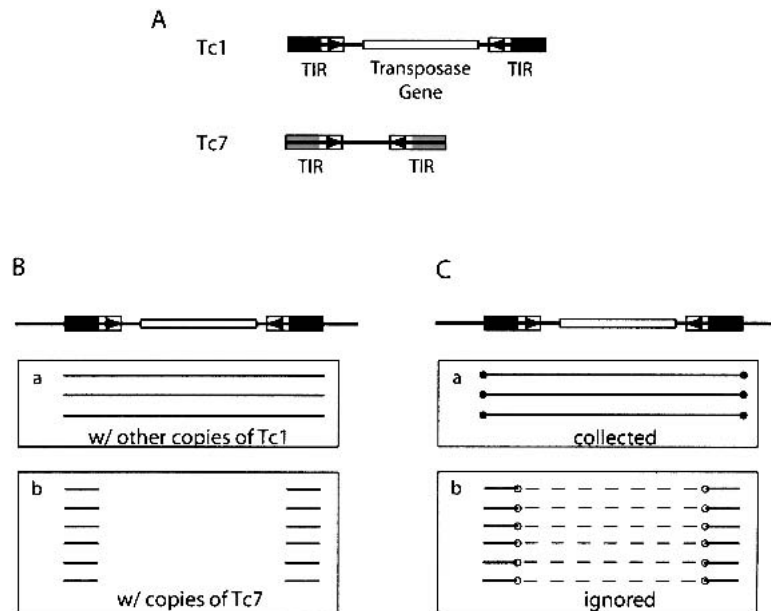 A
Tc1
TIR
Transposase
Gene
TIR
Tc7
TIR
TIR
B
C
a
w/ other copies of Tc1
a
collected
b
w/ copies of Tc7
b
ignored